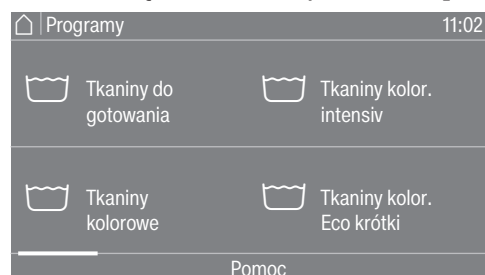 Programy 11:02
Tkaniny do
gotowania
Tkaniny kolor.
intensiv
Tkaniny
kolorowe
Tkaniny kolor.
Eco krótki
Pomoc